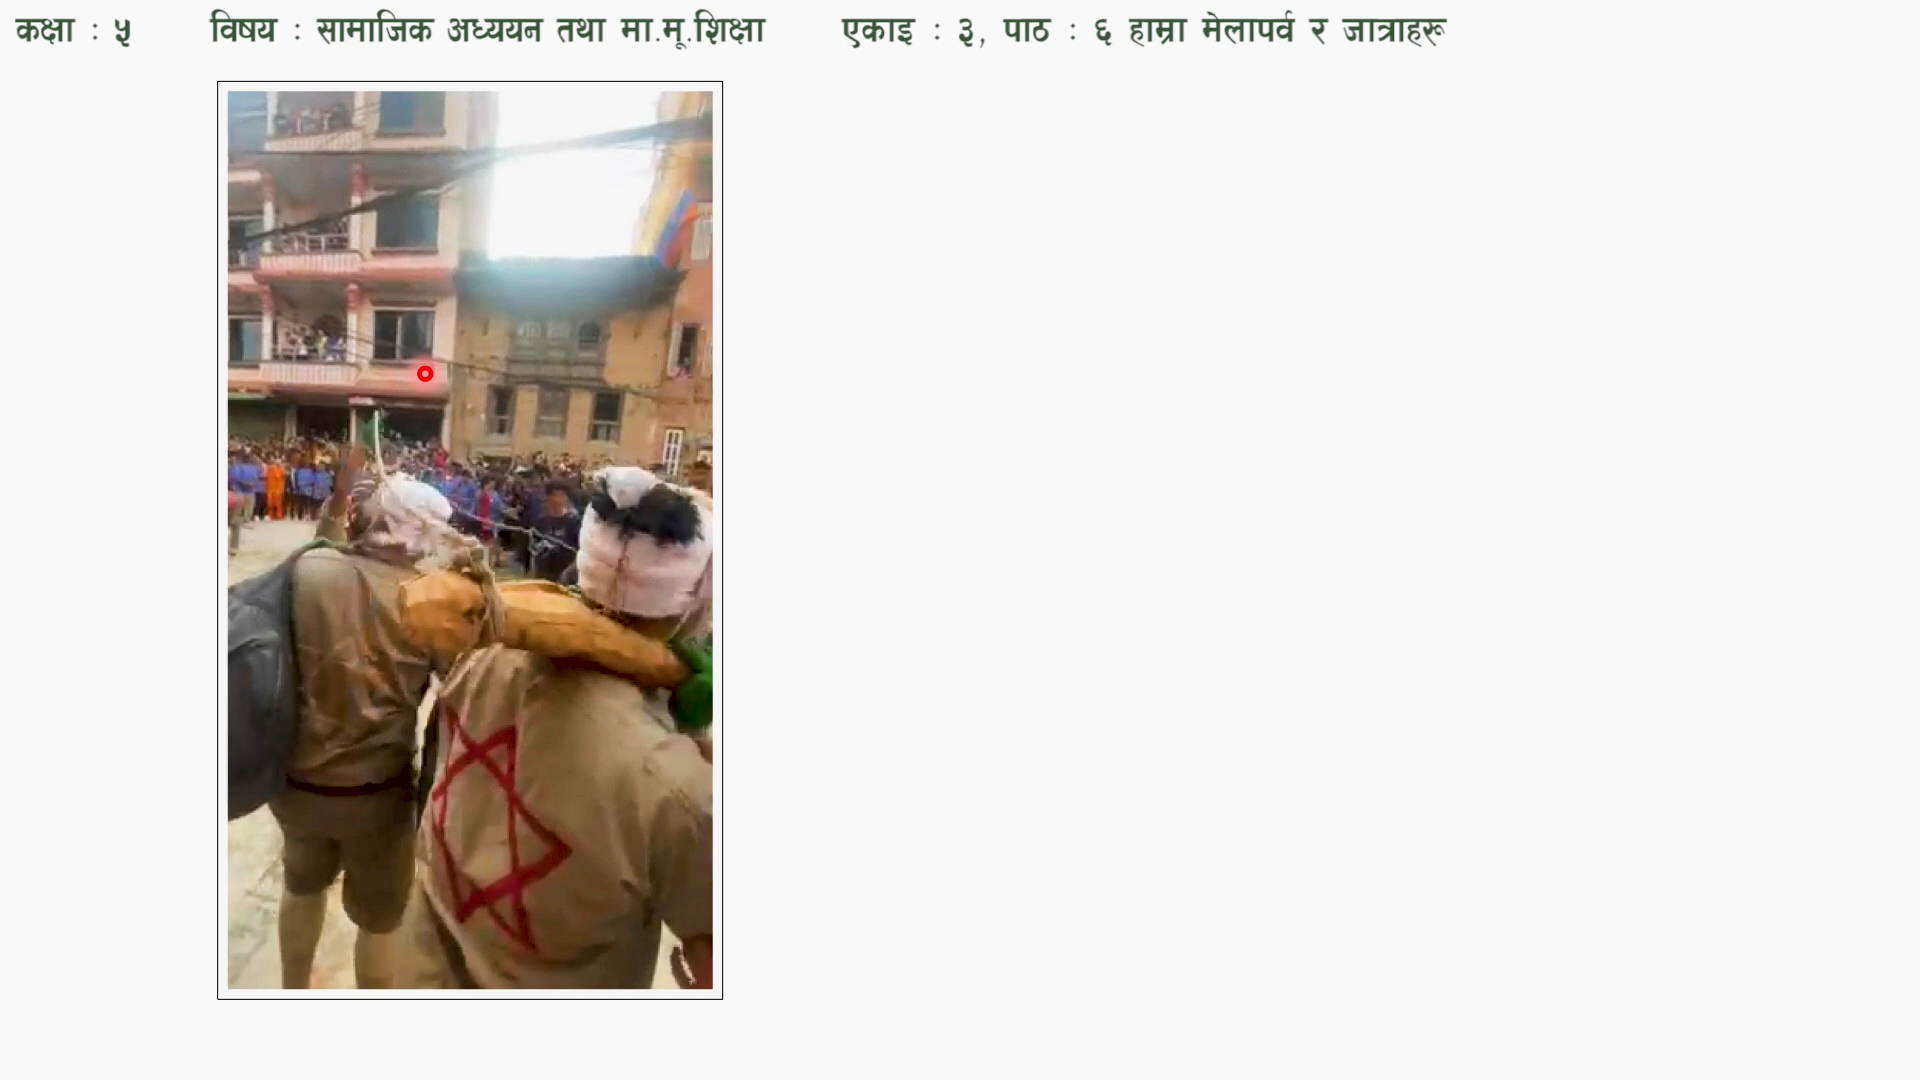 कक्षा : ५ विषय : सामाजिक अध्ययन तथा मा.मू.शिक्षा एकाइ : ३, पाठ : ६ हाम्रा मेलापर्व र जात्राहरू